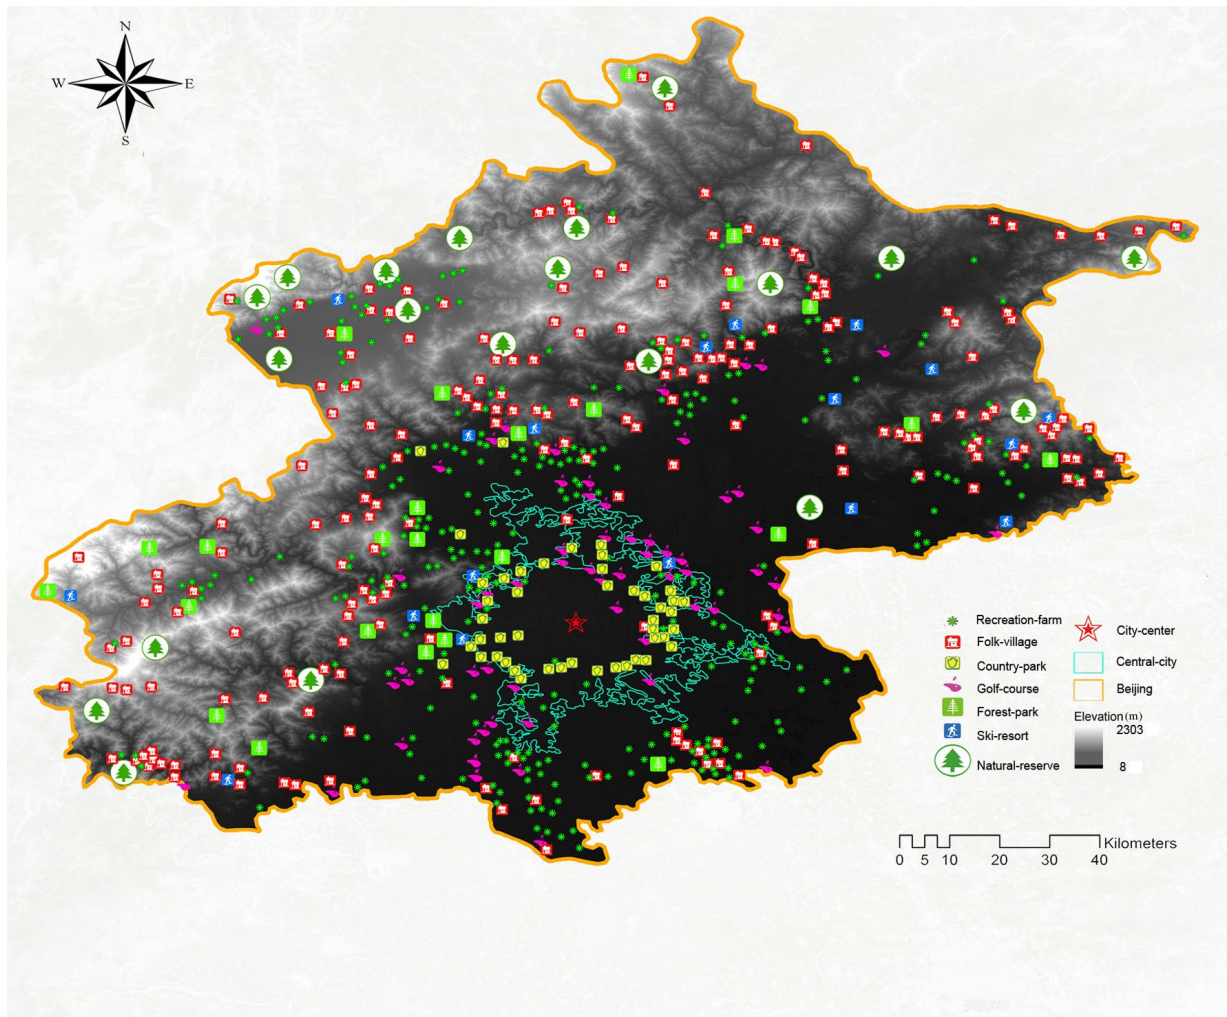 N
W
E
S
Recreation-farm
Folk-village
Country-park
Golf-course
Forest-park
Ski-resort
Natural-reserve
City-center
Central-city
Beijing
Elevation(m)
2303
8
Kilometers
0 5 10 20 30 40